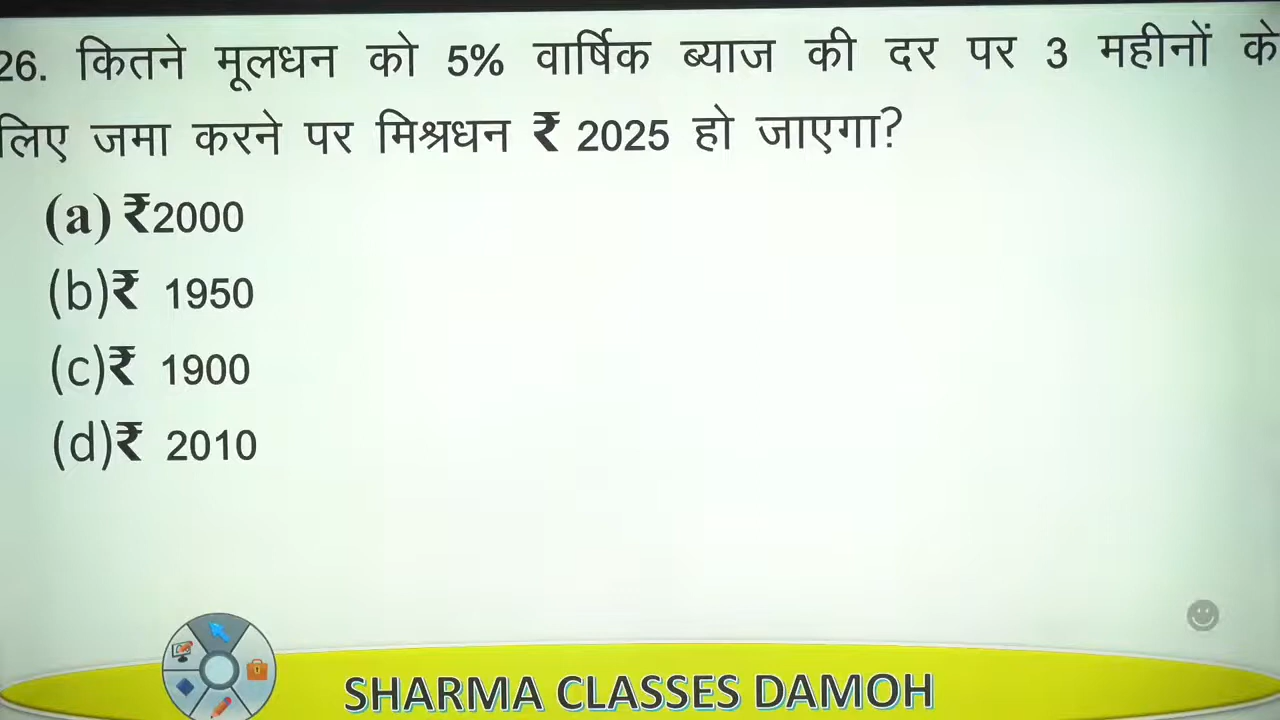 26. कितने मूलधन को 5% वार्षिक ब्याज की दर पर 3 महीनों के
लिए जमा करने पर मिश्रधन ₹ 2025 हो जाएगा?
(a) ₹2000
(b)₹ 1950
(c)₹ 1900
(d)₹ 2010
SHARMA CLASSES DAMOH